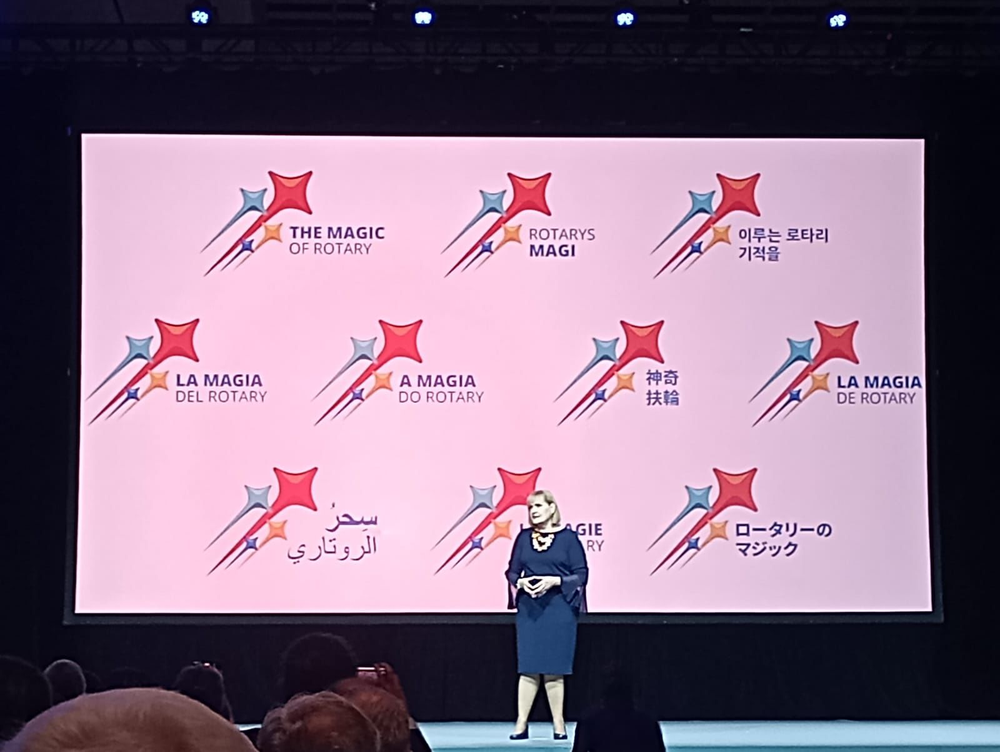 THE MAGIC
OF ROTARY
ROTARYS
MAGI
이루는 로타리
기적을
LA MAGIA
DEL ROTARY
A MAGIA
DO ROTARY
神奇
扶輪
LA MAGIA
DE ROTARY
سِحرُ
الروتاري
ロータリーの
マジック